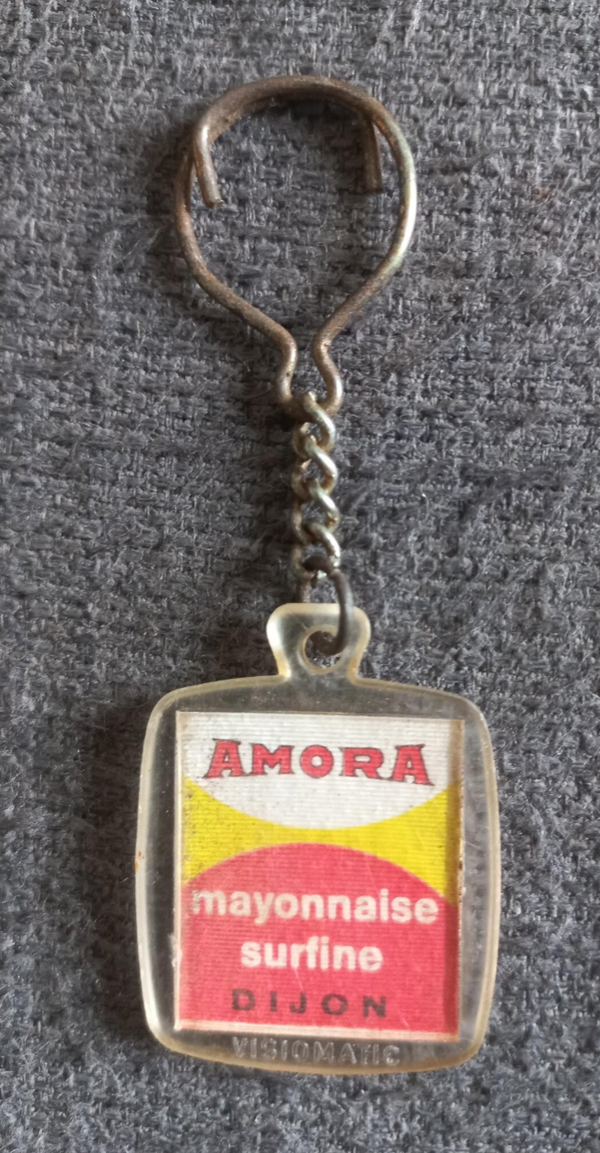 AMORA
mayonnaise
surfine
DIJON
VISIOMATIC